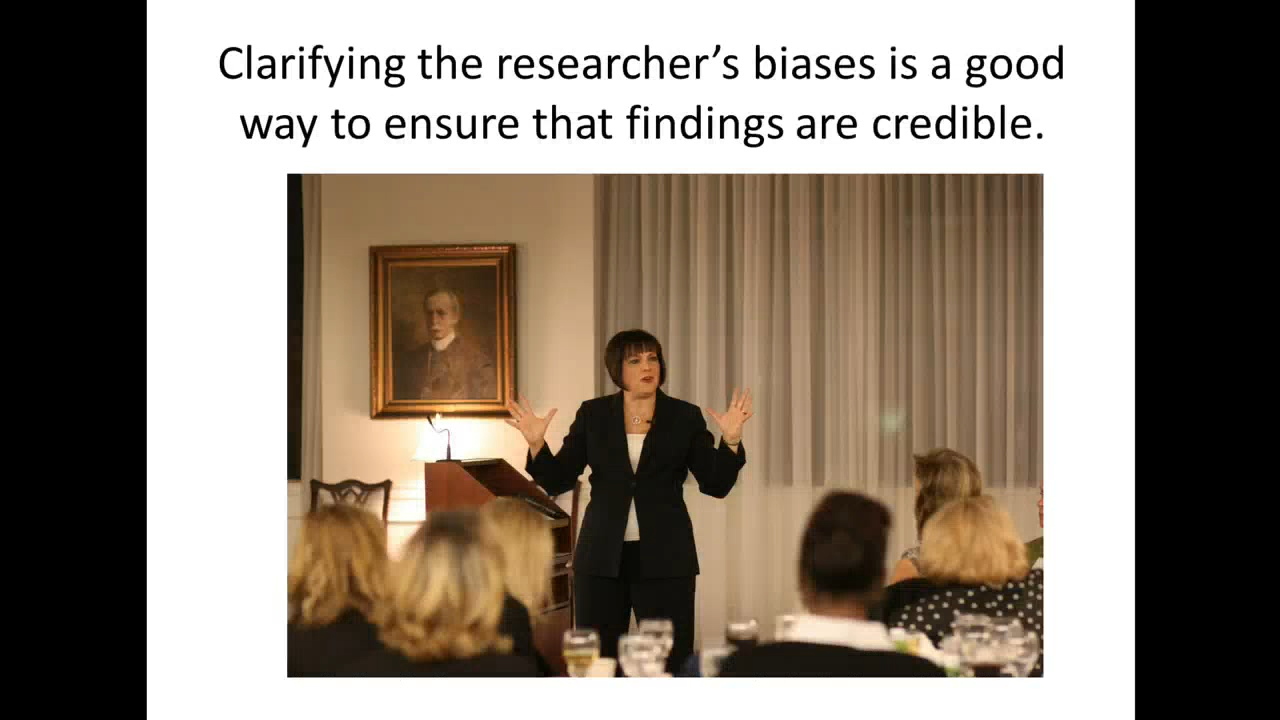 Clarifying the researcher’s biases is a good
way to ensure that findings are credible.